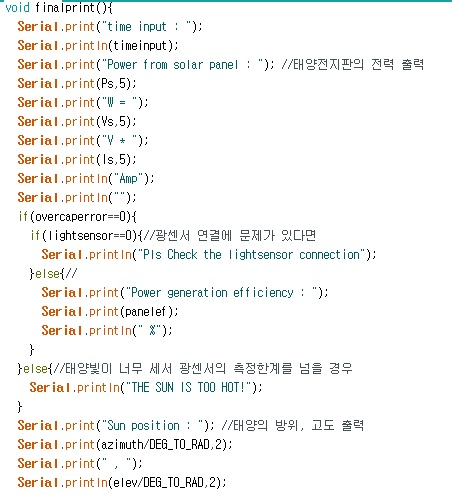 void finalprint(){
  Serial.print("time input : ");
  Serial.println(timeinput);
  Serial.print("Power from solar panel : "); //태양전지판의 전력 출력
  Serial.print(Ps,5);
  Serial.print("W = ");
  Serial.print(Vs,5);
  Serial.print("V * ");
  Serial.print(Is,5);
  Serial.println("Amp");
  Serial.println("");
  if(overcaperror==0){
    if(lightsensor==0){//광센서 연결에 문제가 있다면
      Serial.println("Pls Check the lightsensor connection");
    }else{//
      Serial.print("Power generation efficiency : ");
      Serial.print(panelef);
      Serial.println(" %");
    }
  }else{//태양빛이 너무 세서 광센서의 측정한계를 넘을 경우
    Serial.println("THE SUN IS TOO HOT!");
  }
  Serial.print("Sun position : "); //태양의 방위, 고도 출력
  Serial.print(azimuth/DEG_TO_RAD,2);
  Serial.print(" , ");
  Serial.println(elev/DEG_TO_RAD,2);